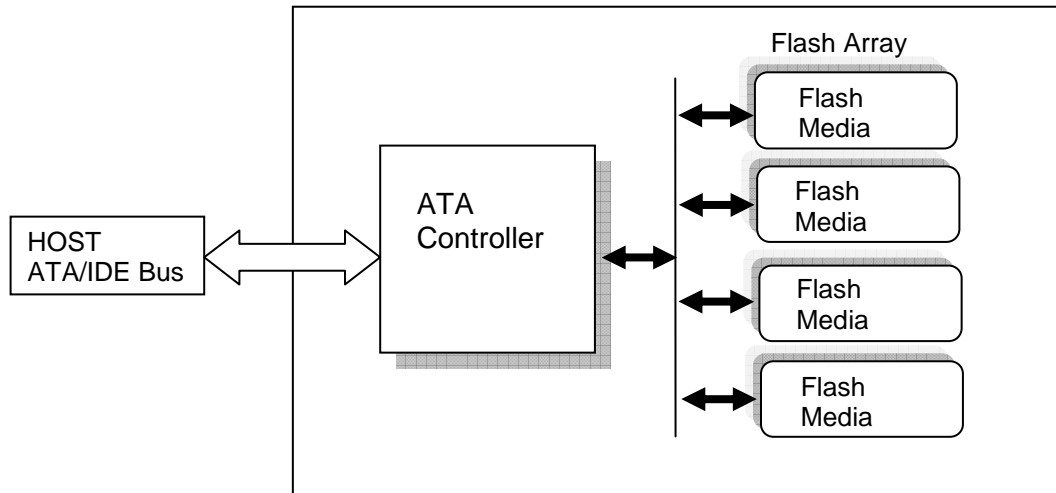 Flash Array
Flash
Media
ATA
Controller
Flash
Media
HOST
ATA/IDE Bus
Flash
Media
Flash
Media